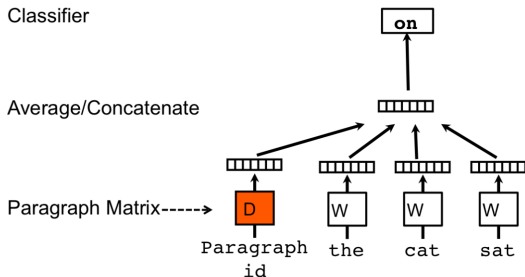 Classifier
on
Average/Concatenate
Paragraph Matrix
D
W
W
W
Paragraph
id
the
cat
sat